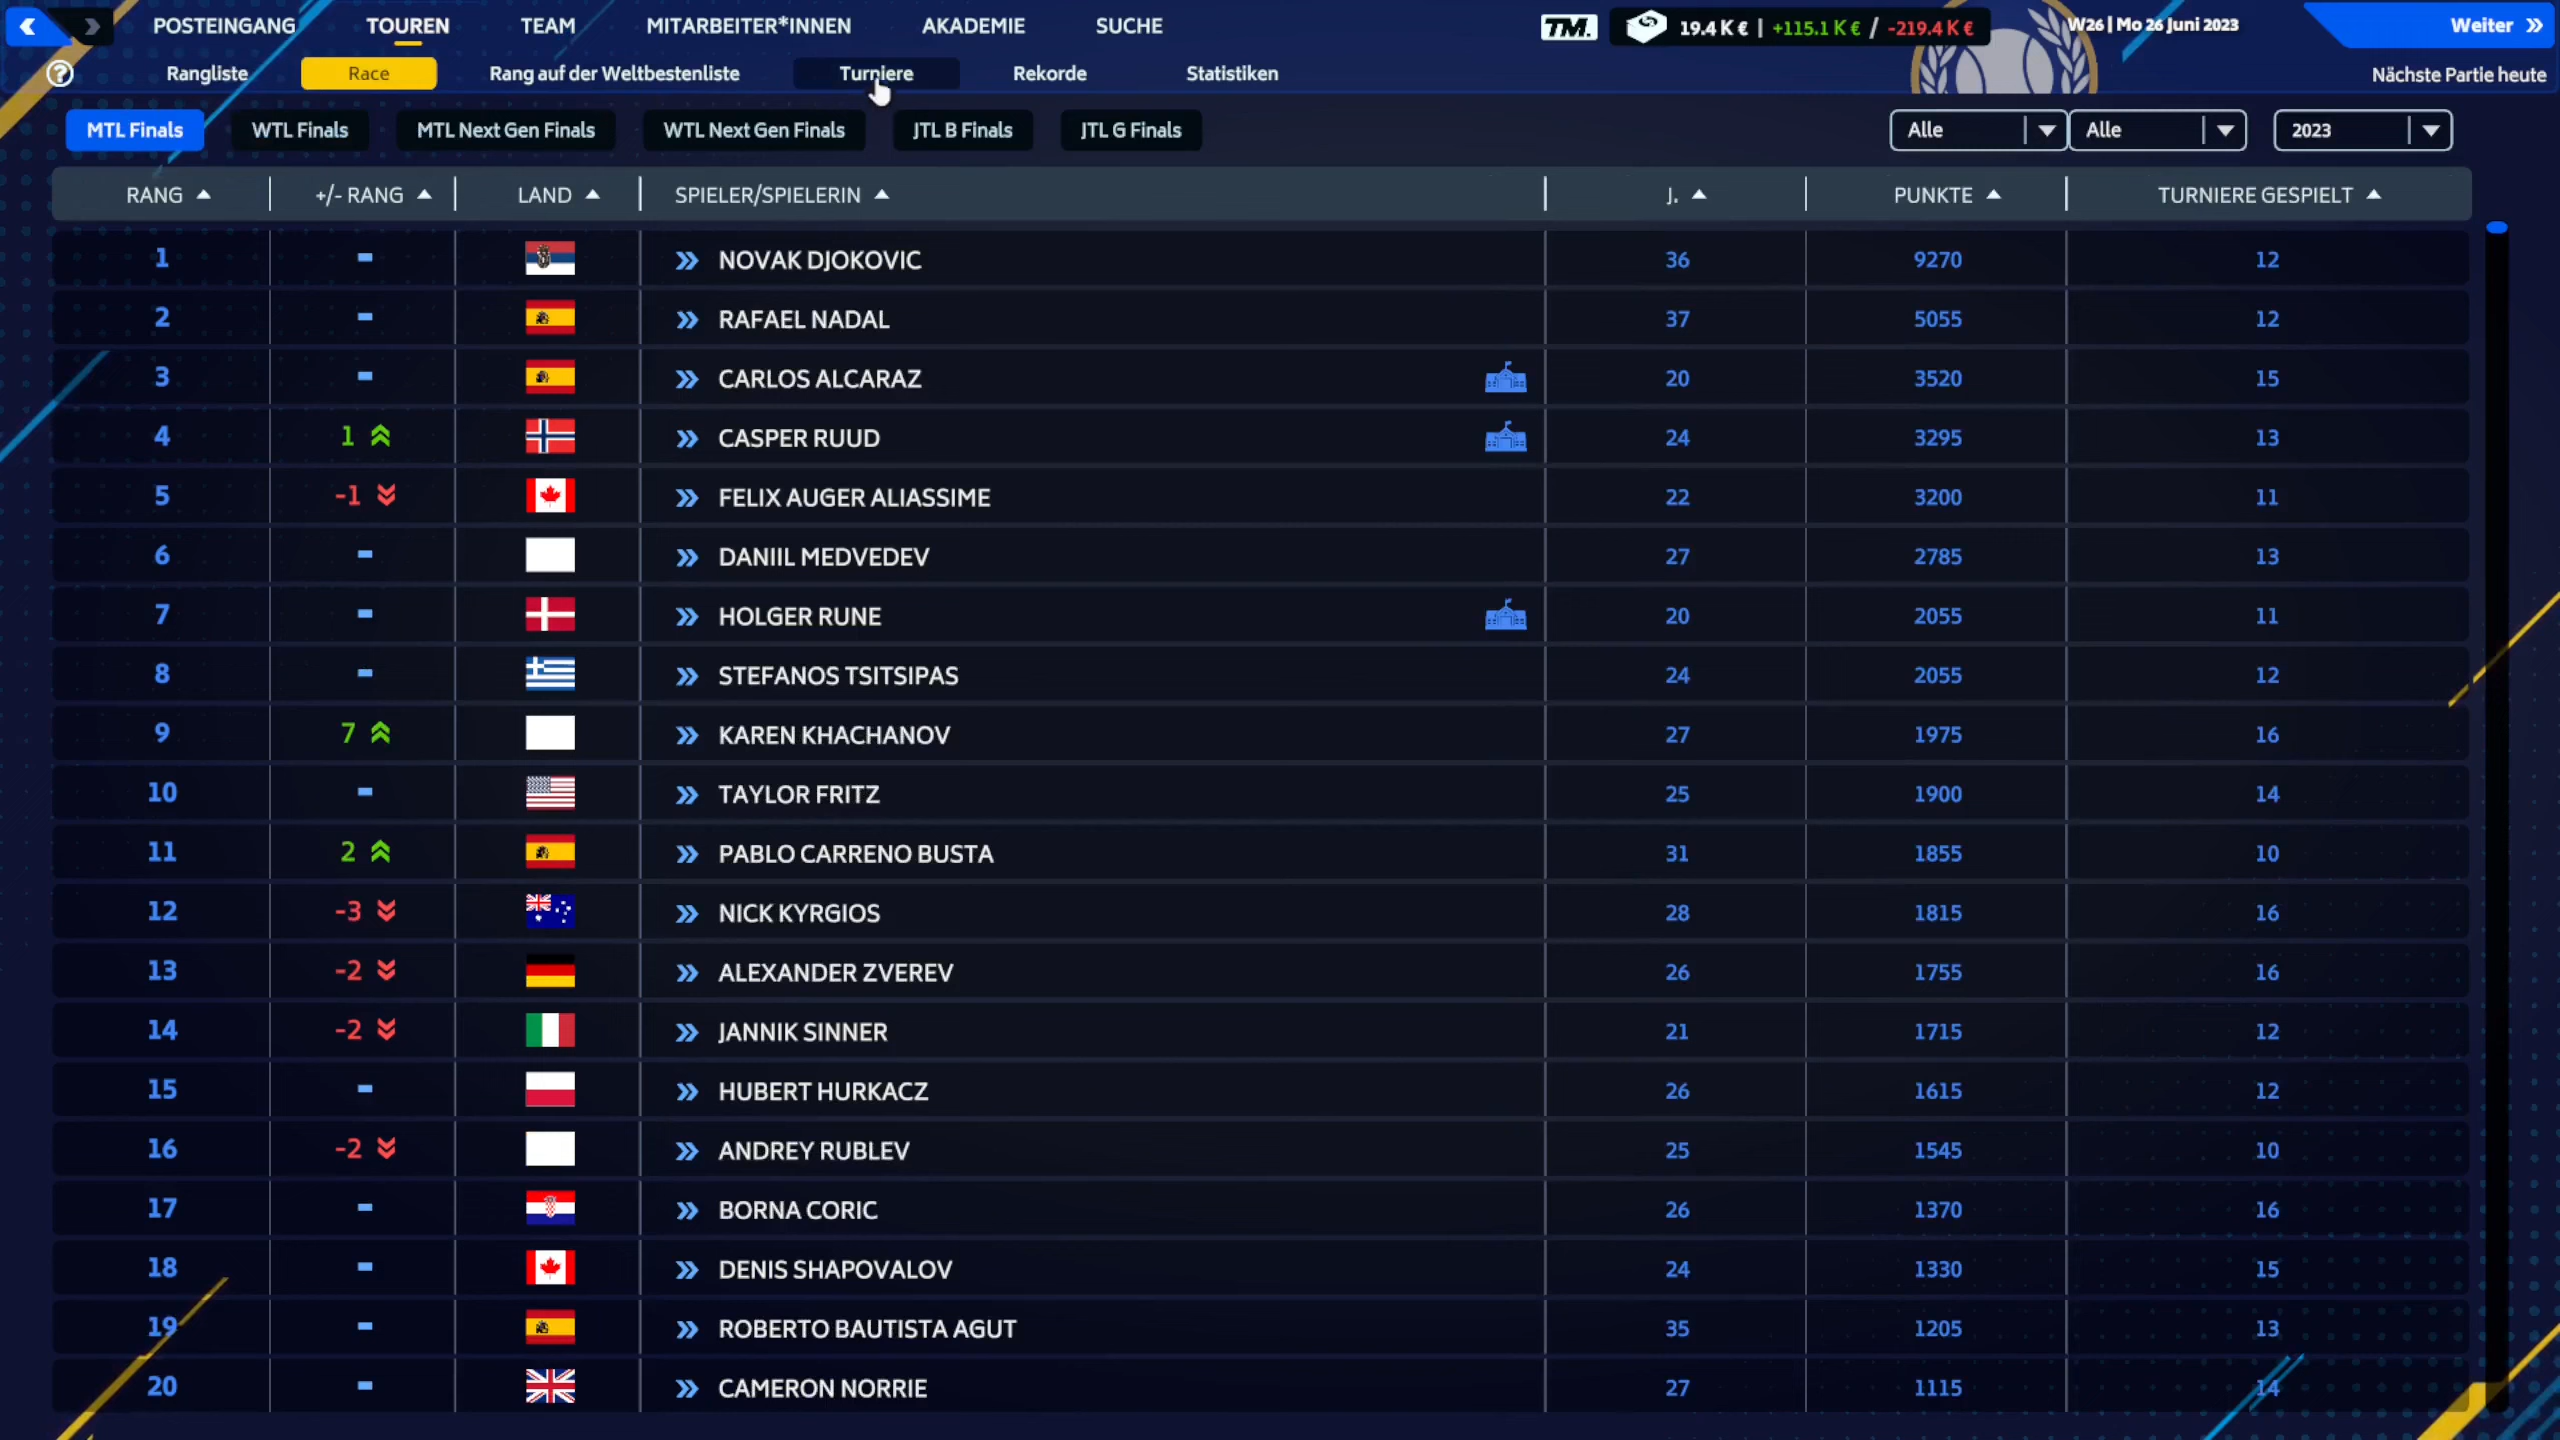 POSTEINGANG TOUREN TEAM MITARBEITER*INNEN AKADEMIE SUCHE TM. 19.4 K € | +115.1 K € / -219.4 K € W26 | Mo 26 Juni 2023 Weiter
? Rangliste Race Rang auf der Weltbestenliste Turniere Rekorde Statistiken Nächste Partie heute
MTL Finals WTL Finals MTL Next Gen Finals WTL Next Gen Finals JTL B Finals JTL G Finals Alle Alle 2023
RANG +/- RANG LAND SPIELER/SPIELERIN J. PUNKTE TURNIERE GESPIELT
1 - NOVAK DJOKOVIC 36 9270 12
2 - RAFAEL NADAL 37 5055 12
3 - CARLOS ALCARAZ 20 3520 15
4 1 CASPER RUUD 24 3295 13
5 -1 FELIX AUGER ALIASSIME 22 3200 11
6 - DANIIL MEDVEDEV 27 2785 13
7 - HOLGER RUNE 20 2055 11
8 - STEFANOS TSITSIPAS 24 2055 12
9 7 KAREN KHACHANOV 27 1975 16
10 - TAYLOR FRITZ 25 1900 14
11 2 PABLO CARRENO BUSTA 31 1855 10
12 -3 NICK KYRGIOS 28 1815 16
13 -2 ALEXANDER ZVEREV 26 1755 16
14 -2 JANNIK SINNER 21 1715 12
15 - HUBERT HURKACZ 26 1615 12
16 -2 ANDREY RUBLEV 25 1545 10
17 - BORNA CORIC 26 1370 16
18 - DENIS SHAPOVALOV 24 1330 15
19 - ROBERTO BAUTISTA AGUT 35 1205 13
20 - CAMERON NORRIE 27 1115 14